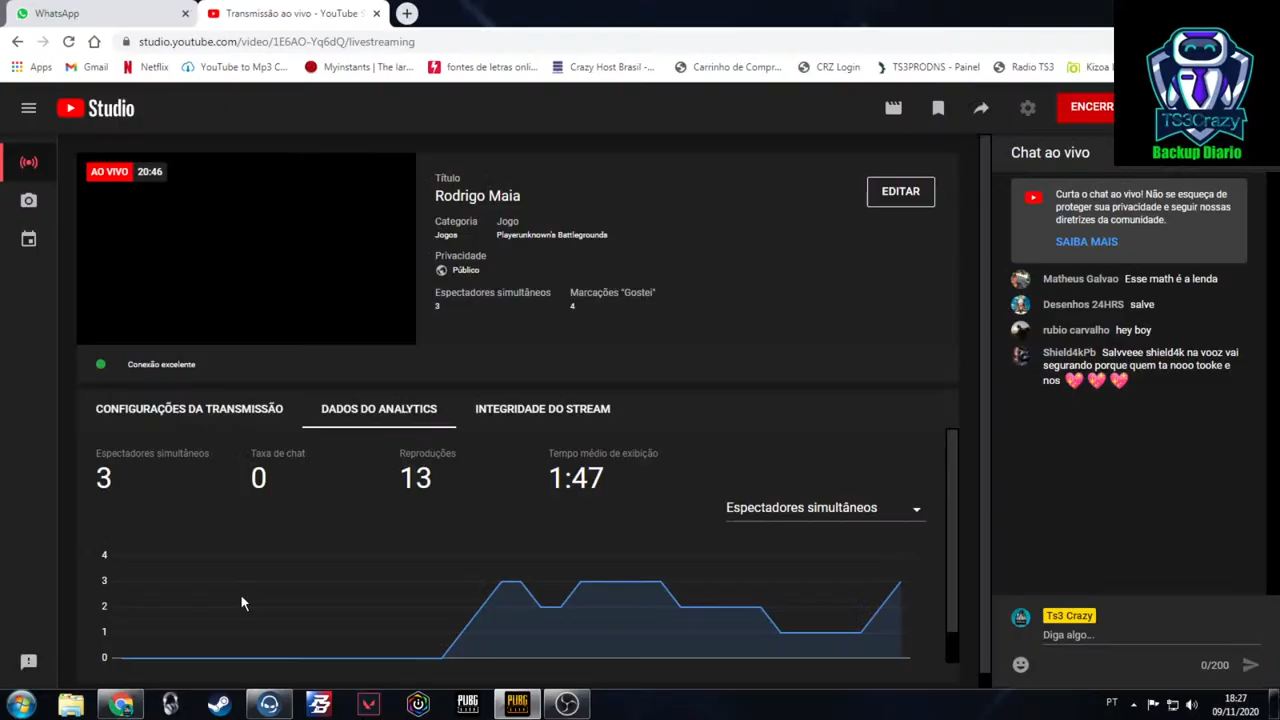 WhatsApp
Transmissão ao vivo - YouTube S
studio.youtube.com/video/1E6AO-Yq6dQ/livestreaming
Apps Gmail Netflix YouTube to Mp3 C... Myinstants | The lar... fontes de letras onli... Crazy Host Brasil -... Carrinho de Compr... CRZ Login TS3PRODNS - Painel Radio TS3 Kizoa
Studio
ENCERR
TS3Crazy
Backup Diario
AO VIVO 20:46
Título
Rodrigo Maia
EDITAR
Categoria Jogo
Jogos Playerunknown's Battlegrounds
Privacidade
Público
Espectadores simultâneos Marcações "Gostei"
3 4
Conexão excelente
CONFIGURAÇÕES DA TRANSMISSÃO DADOS DO ANALYTICS INTEGRIDADE DO STREAM
Espectadores simultâneos Taxa de chat Reproduções Tempo médio de exibição
3 0 13 1:47
Espectadores simultâneos
4
3
2
1
0
Chat ao vivo
Curta o chat ao vivo! Não se esqueça de
proteger sua privacidade e seguir nossas
diretrizes da comunidade.
SAIBA MAIS
Matheus Galvao Esse math é a lenda
Desenhos 24HRS salve
rubio carvalho hey boy
Shield4kPb Salvveee shield4k na vooz vai
segurando porque quem ta nooo tooke e
nos
Ts3 Crazy
Diga algo...
0/200
PUBG
PUBG
PT
18:27
09/11/2020